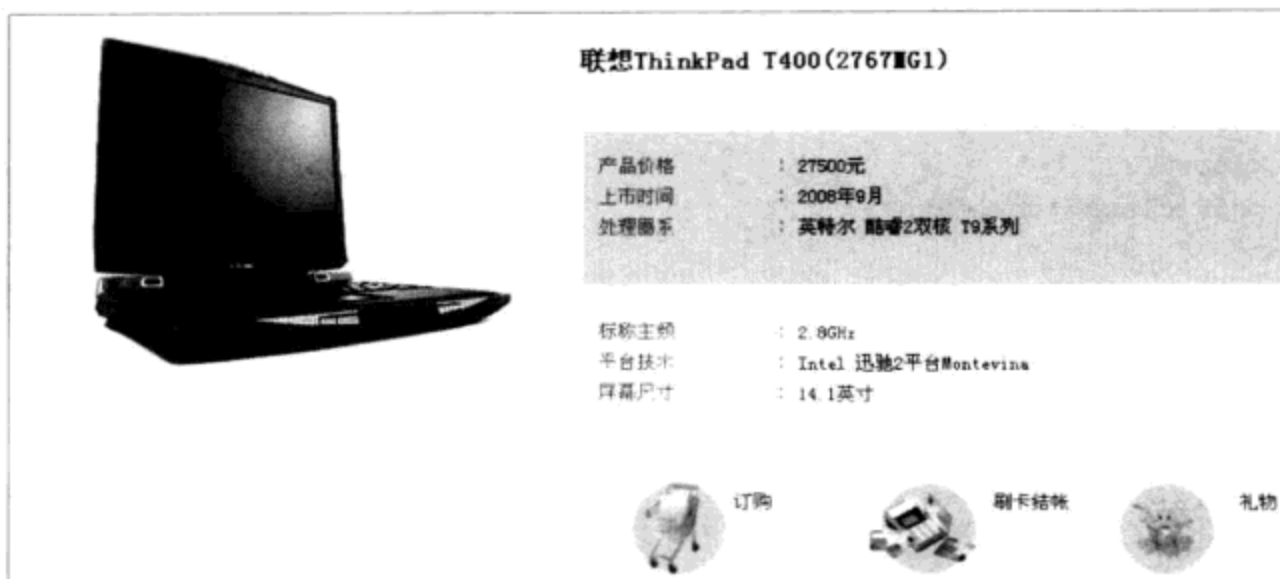 联想ThinkPad T400(2767MG1)
产品价格 : 27500元
上市时间 : 2008年9月
处理器系 : 英特尔 酷睿2双核 T9系列
标称主频 : 2.8GHz
平台技术 : Intel 迅驰2平台Montevina
屏幕尺寸 : 14.1英寸
订购 刷卡结帐 礼物